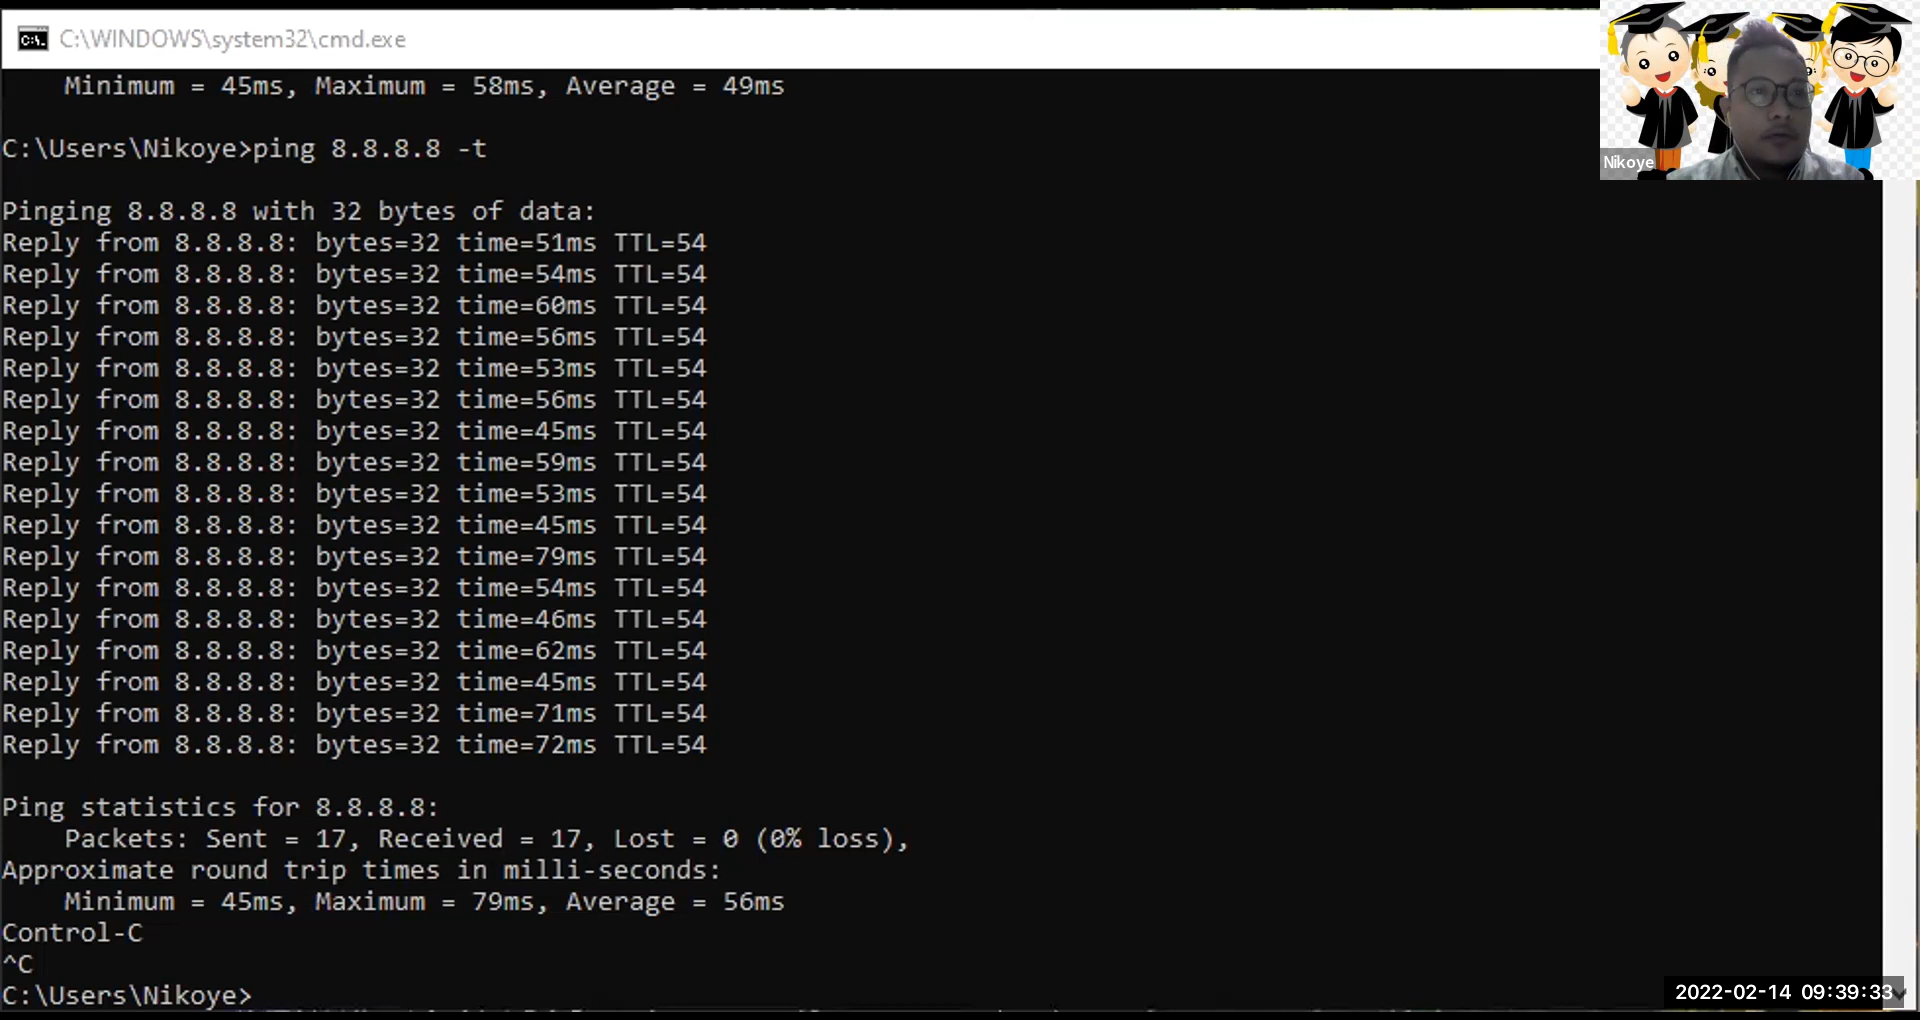 C:\WINDOWS\system32\cmd.exe
Minimum = 45ms, Maximum = 58ms, Average = 49ms
C:\Users\Nikoye>ping 8.8.8.8 -t
Pinging 8.8.8.8 with 32 bytes of data:
Reply from 8.8.8.8: bytes=32 time=51ms TTL=54
Reply from 8.8.8.8: bytes=32 time=54ms TTL=54
Reply from 8.8.8.8: bytes=32 time=60ms TTL=54
Reply from 8.8.8.8: bytes=32 time=56ms TTL=54
Reply from 8.8.8.8: bytes=32 time=53ms TTL=54
Reply from 8.8.8.8: bytes=32 time=56ms TTL=54
Reply from 8.8.8.8: bytes=32 time=45ms TTL=54
Reply from 8.8.8.8: bytes=32 time=59ms TTL=54
Reply from 8.8.8.8: bytes=32 time=53ms TTL=54
Reply from 8.8.8.8: bytes=32 time=45ms TTL=54
Reply from 8.8.8.8: bytes=32 time=79ms TTL=54
Reply from 8.8.8.8: bytes=32 time=54ms TTL=54
Reply from 8.8.8.8: bytes=32 time=46ms TTL=54
Reply from 8.8.8.8: bytes=32 time=62ms TTL=54
Reply from 8.8.8.8: bytes=32 time=45ms TTL=54
Reply from 8.8.8.8: bytes=32 time=71ms TTL=54
Reply from 8.8.8.8: bytes=32 time=72ms TTL=54
Ping statistics for 8.8.8.8:
Packets: Sent = 17, Received = 17, Lost = 0 (0% loss),
Approximate round trip times in milli-seconds:
Minimum = 45ms, Maximum = 79ms, Average = 56ms
Control-C
^C
C:\Users\Nikoye>
Nikoye
2022-02-14 09:39:33